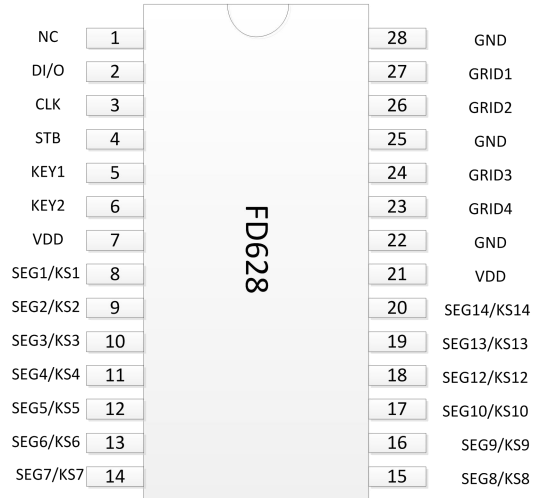 NC 1 28 GND
DI/O 2 27 GRID1
CLK 3 26 GRID2
STB 4 25 GND
KEY1 5 24 GRID3
KEY2 6 23 GRID4
VDD 7 22 GND
SEG1/KS1 8 21 VDD
SEG2/KS2 9 20 SEG14/KS14
SEG3/KS3 10 19 SEG13/KS13
SEG4/KS4 11 18 SEG12/KS12
SEG5/KS5 12 17 SEG10/KS10
SEG6/KS6 13 16 SEG9/KS9
SEG7/KS7 14 15 SEG8/KS8
FD628